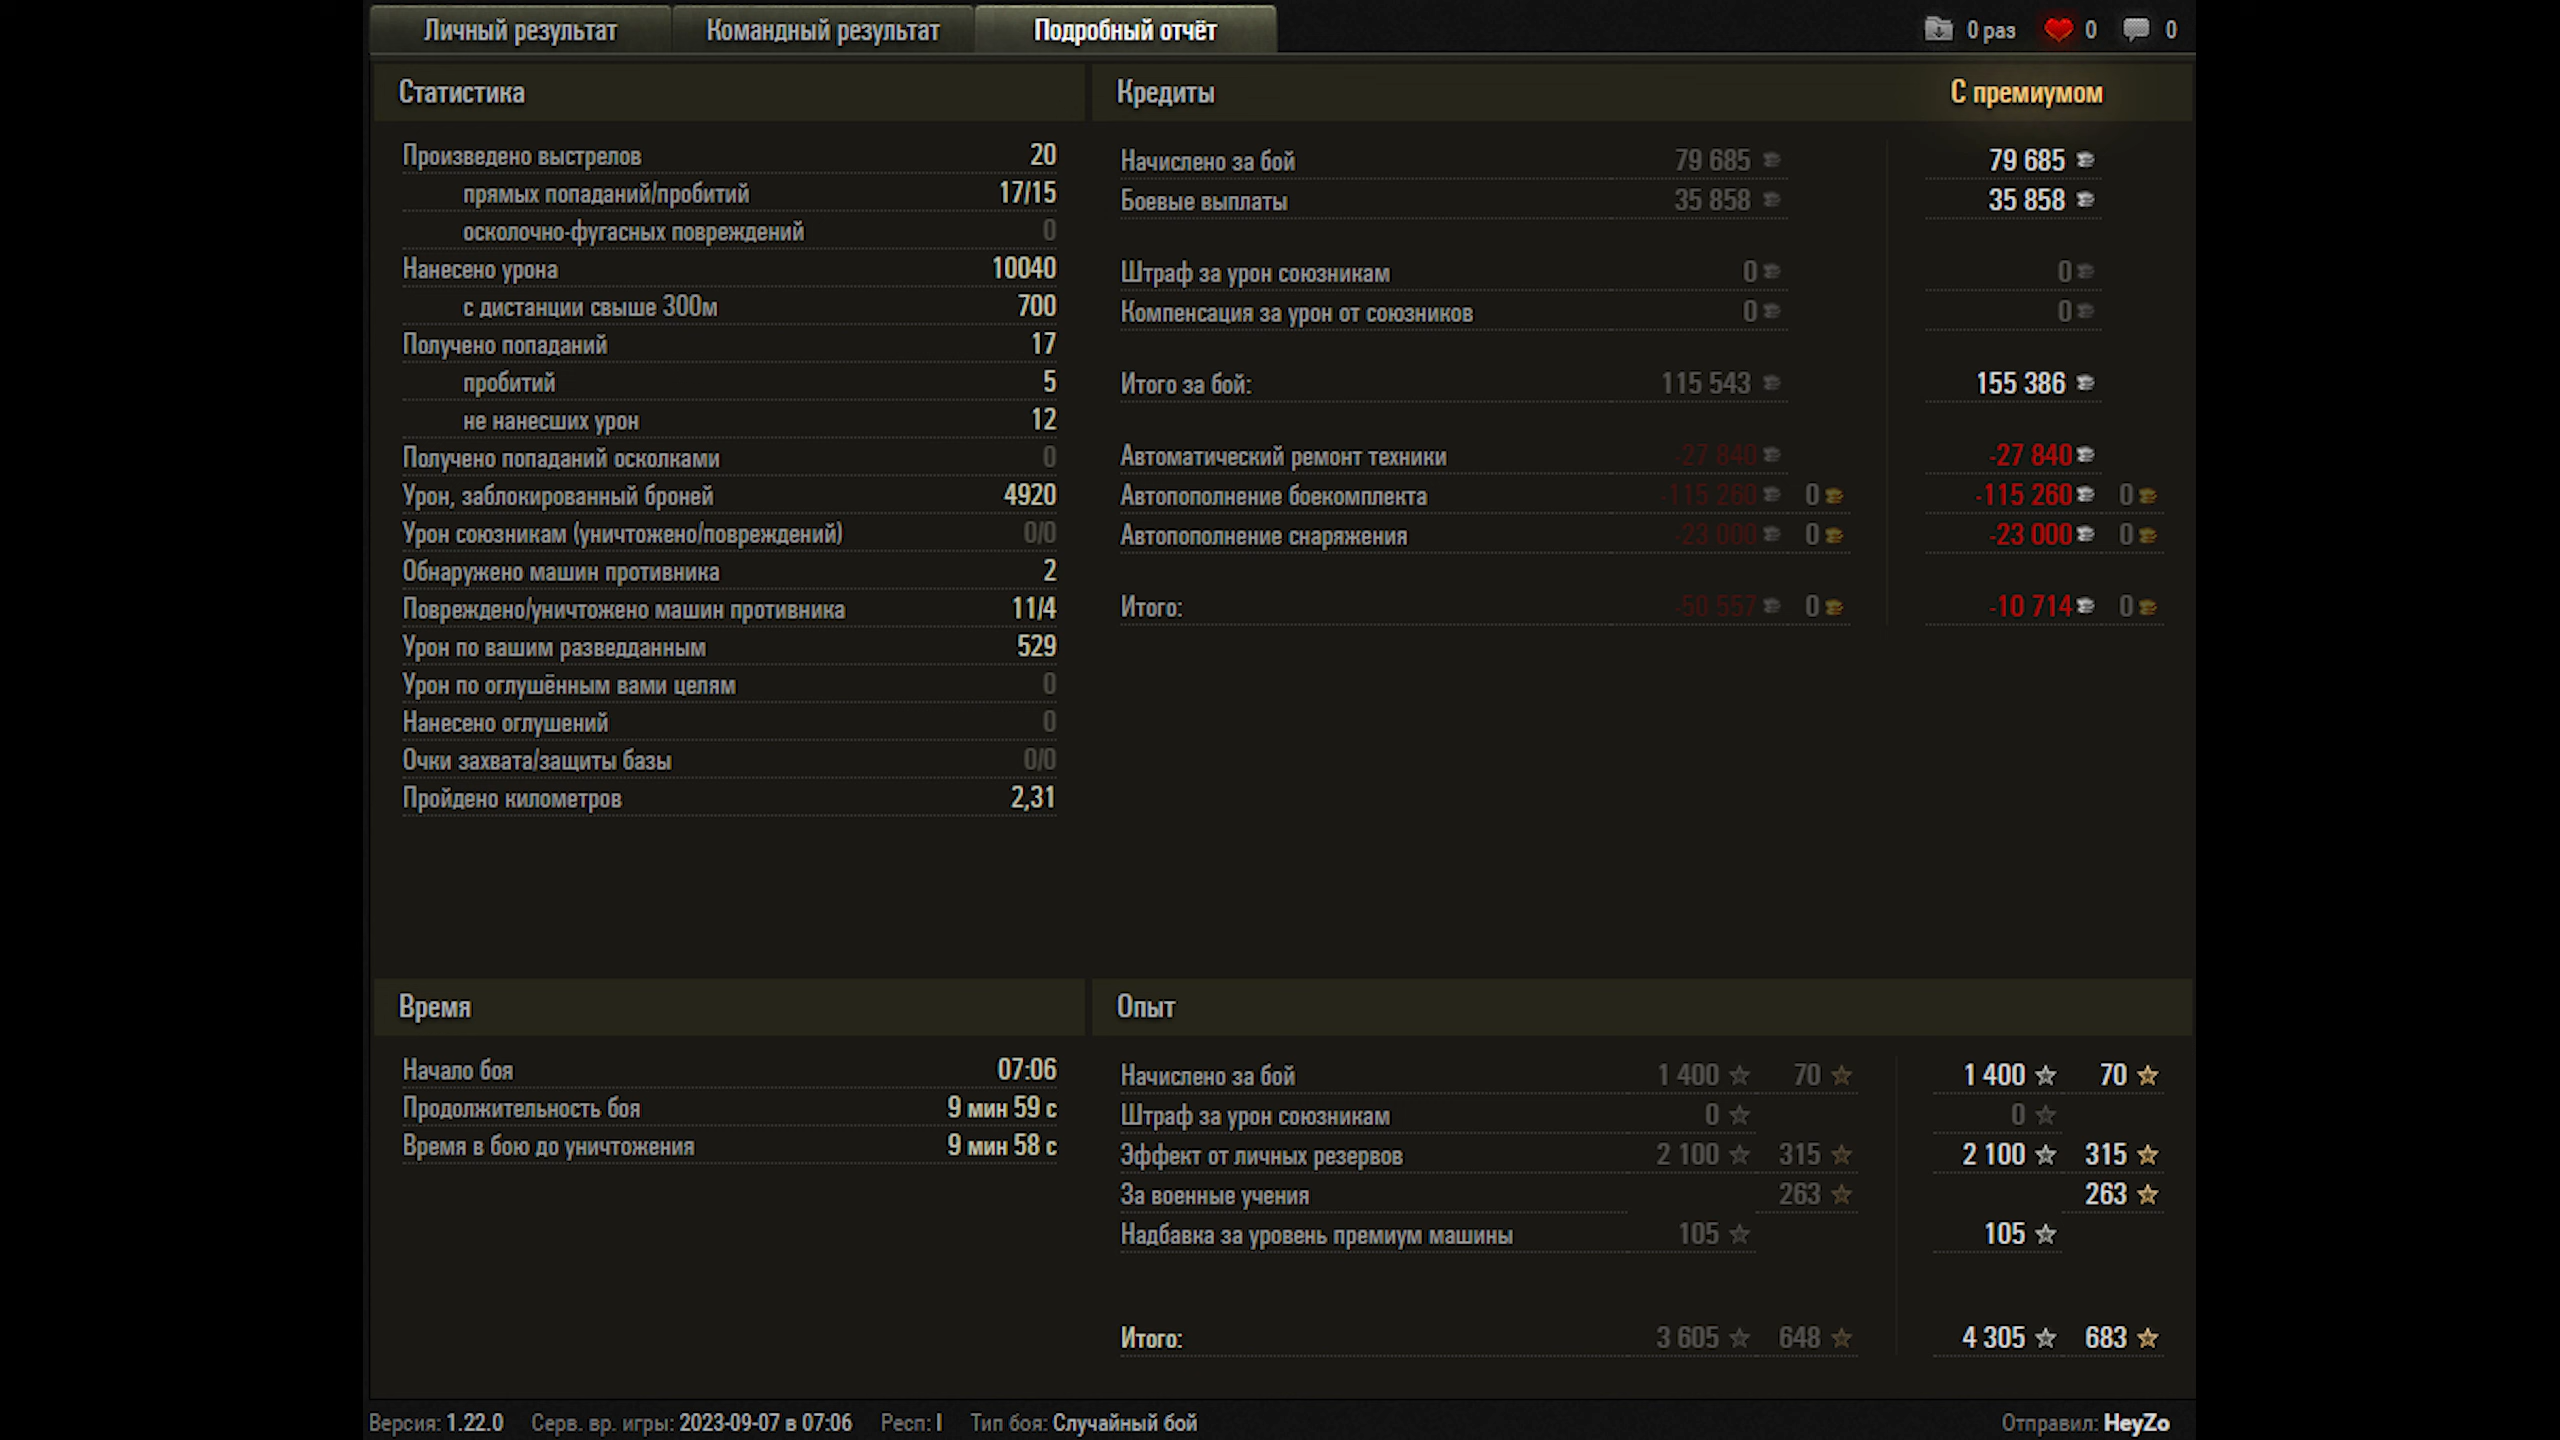 Личный результат Командный результат Подробный отчёт 0 раз 0 0
Статистика
Произведено выстрелов 20
прямых попаданий/пробитий 17/15
осколочно-фугасных повреждений 0
Нанесено урона 10040
с дистанции свыше 300м 700
Получено попаданий 17
пробитий 5
не нанесших урон 12
Получено попаданий осколками 0
Урон, заблокированный броней 4920
Урон союзникам (уничтожено/повреждений) 0/0
Обнаружено машин противника 2
Повреждено/уничтожено машин противника 11/4
Урон по вашим разведданным 529
Урон по оглушённым вами целям 0
Нанесено оглушений 0
Очки захвата/защиты базы 0/0
Пройдено километров 2,31
Кредиты С премиумом
Начислено за бой 79 685 79 685
Боевые выплаты 35 858 35 858
Штраф за урон союзникам 0 0
Компенсация за урон от союзников 0 0
Итого за бой: 115 543 155 386
Автоматический ремонт техники -27 840 -27 840
Автопополнение боекомплекта -115 260 0 -115 260 0
Автопополнение снаряжения -23 000 0 -23 000 0
Итого: -50 557 0 -10 714 0
Время
Начало боя 07:06
Продолжительность боя 9 мин 59 с
Время в бою до уничтожения 9 мин 58 с
Опыт
Начислено за бой 1 400 70 1 400 70
Штраф за урон союзникам 0 0
Эффект от личных резервов 2 100 315 2 100 315
За военные учения 263 263
Надбавка за уровень премиум машины 105 105
Итого: 3 605 648 4 305 683
Версия: 1.22.0 Серв. вр. игры: 2023-09-07 в 07:06 Респ: I Тип боя: Случайный бой Отправил: HeyZo